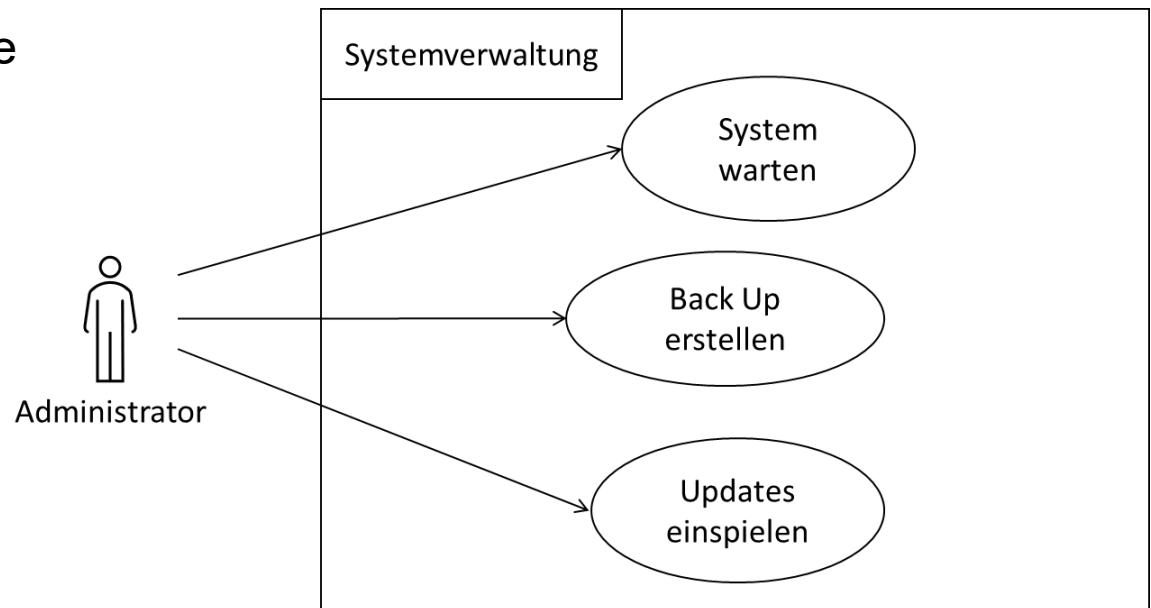 e
Systemverwaltung
System
warten
Back Up
erstellen
Administrator
Updates
einspielen